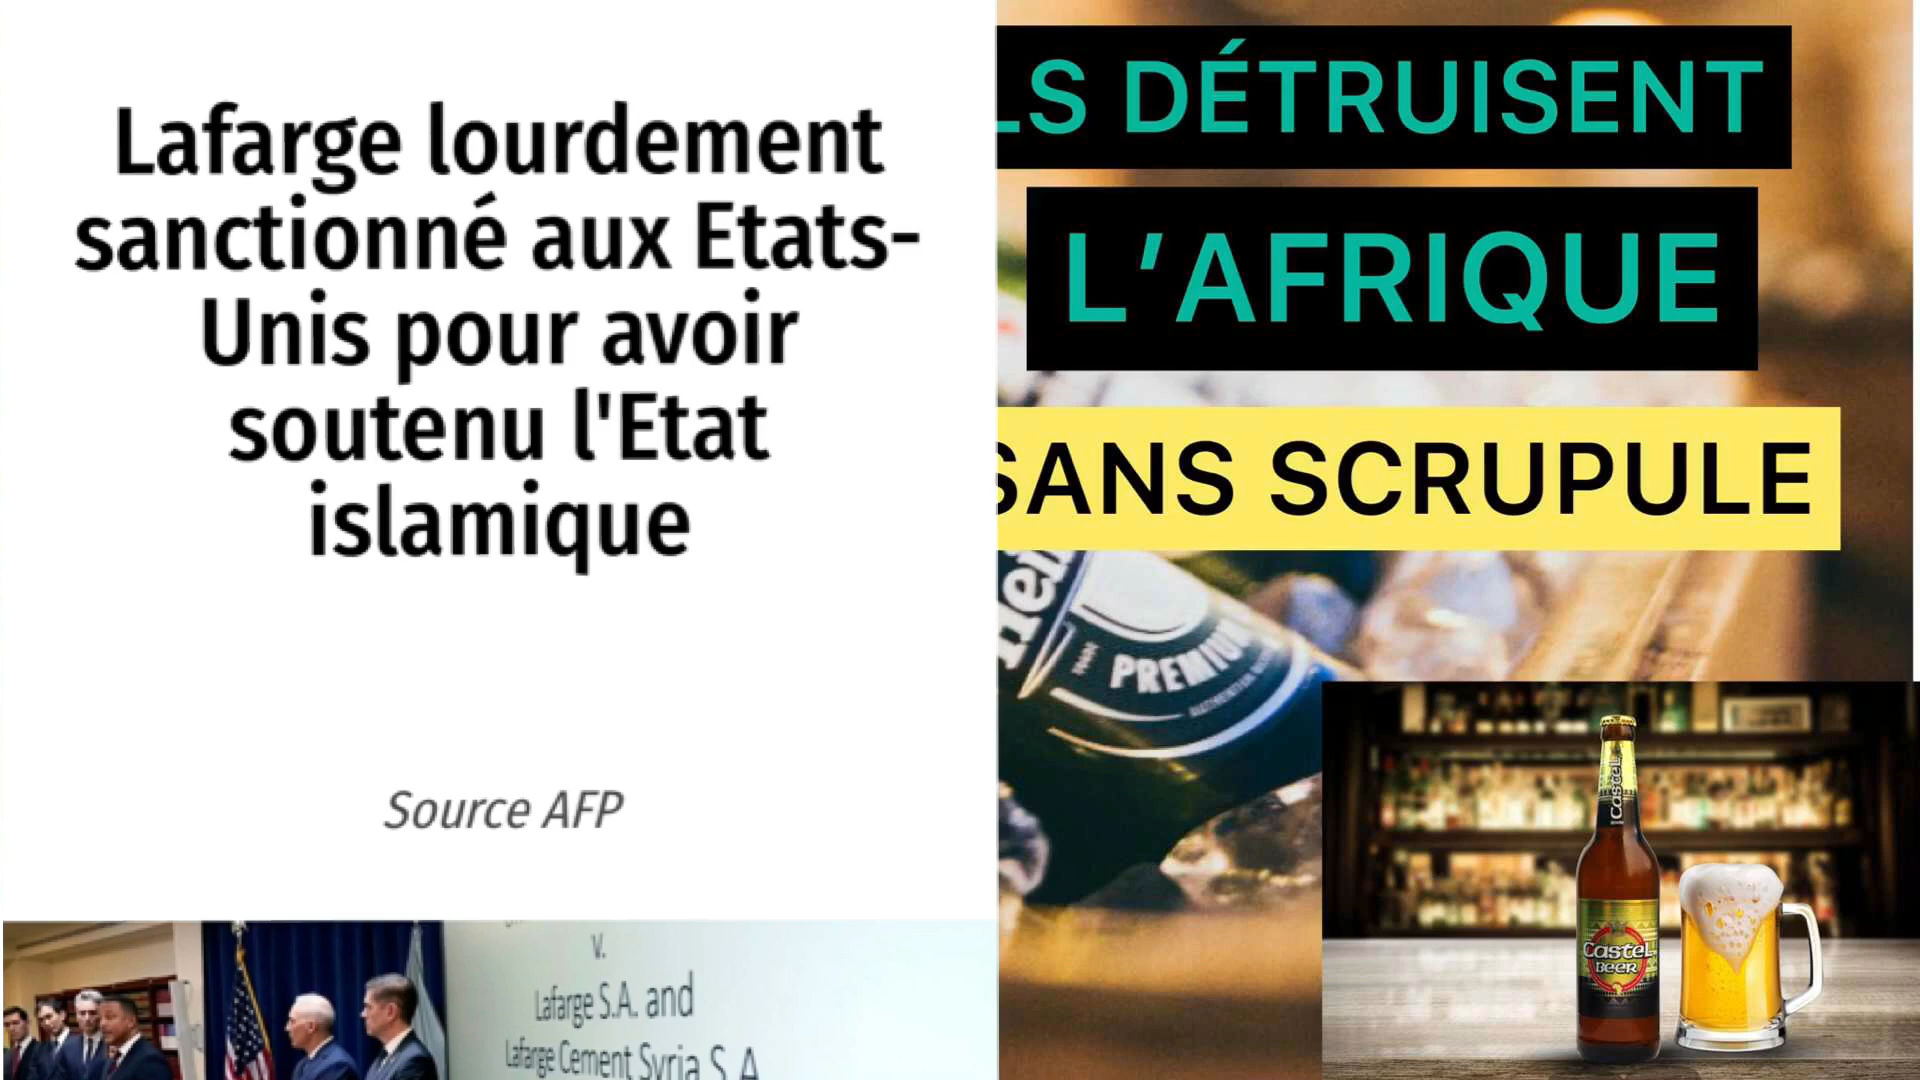 Lafarge lourdement
sanctionné aux Etats-
Unis pour avoir
soutenu l'Etat
islamique
Source AFP
v.
Lafarge S.A. and
Lafarge Cement Syria S.A.
LS DÉTRUISENT
L'AFRIQUE
SANS SCRUPULE
PREMIUM
Castel
Castel
BEER